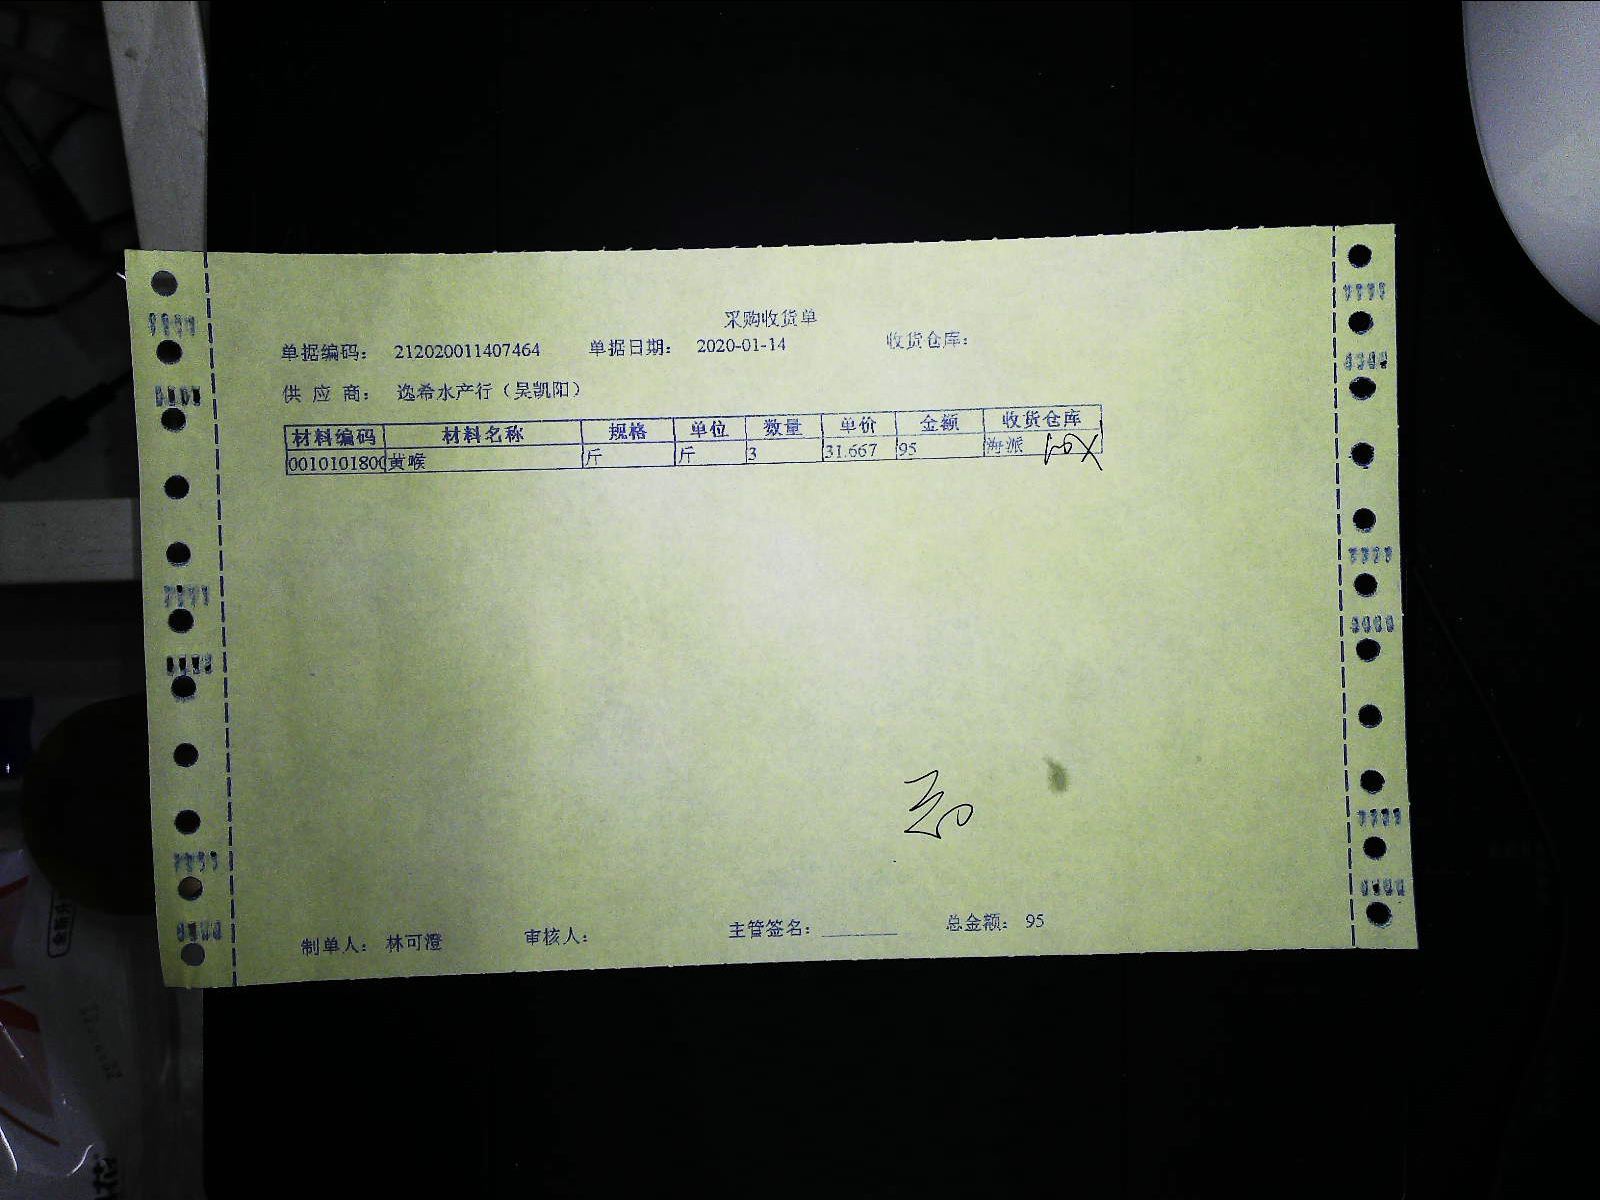 采购收货单
单据编码： 212020011407464 单据日期： 2020-01-14 收货仓库：
供 应 商： 逸希水产行（吴凯阳）
材料编码 材料名称 规格 单位 数量 单价 金额 收货仓库
0010101800 黄喉 斤 斤 3 31.667 95 海派
制单人： 林可澄 审核人： 主管签名：________ 总金额： 95